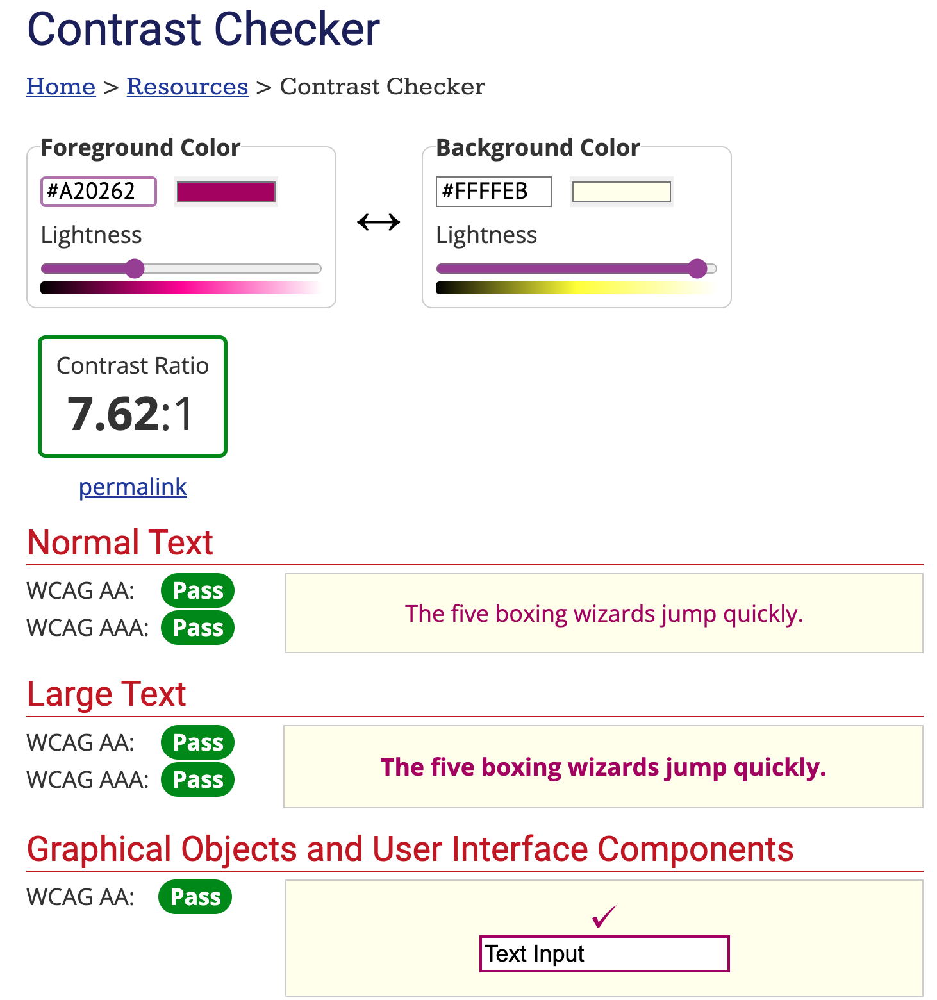 Contrast Checker
Home > Resources > Contrast Checker
Foreground Color
#A20262
Lightness
Background Color
#FFFFEB
Lightness
Contrast Ratio
7.62:1
permalink
Normal Text
WCAG AA: Pass
WCAG AAA: Pass
The five boxing wizards jump quickly.
Large Text
WCAG AA: Pass
WCAG AAA: Pass
The five boxing wizards jump quickly.
Graphical Objects and User Interface Components
WCAG AA: Pass
Text Input